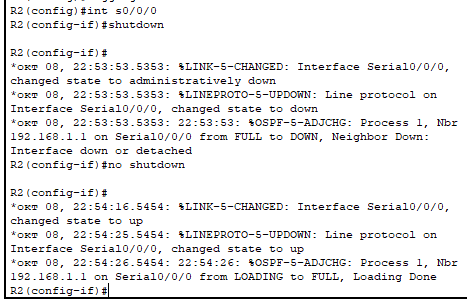 R2(config)#int s0/0/0
R2(config-if)#shutdown
R2(config-if)#
*окт 08, 22:53:53.5353: %LINK-5-CHANGED: Interface Serial0/0/0,
changed state to administratively down
*окт 08, 22:53:53.5353: %LINEPROTO-5-UPDOWN: Line protocol on
Interface Serial0/0/0, changed state to down
*окт 08, 22:53:53.5353: 22:53:53: %OSPF-5-ADJCHG: Process 1, Nbr
192.168.1.1 on Serial0/0/0 from FULL to DOWN, Neighbor Down:
Interface down or detached
R2(config-if)#no shutdown
R2(config-if)#
*окт 08, 22:54:16.5454: %LINK-5-CHANGED: Interface Serial0/0/0,
changed state to up
*окт 08, 22:54:25.5454: %LINEPROTO-5-UPDOWN: Line protocol on
Interface Serial0/0/0, changed state to up
*окт 08, 22:54:26.5454: 22:54:26: %OSPF-5-ADJCHG: Process 1, Nbr
192.168.1.1 on Serial0/0/0 from LOADING to FULL, Loading Done
R2(config-if)#